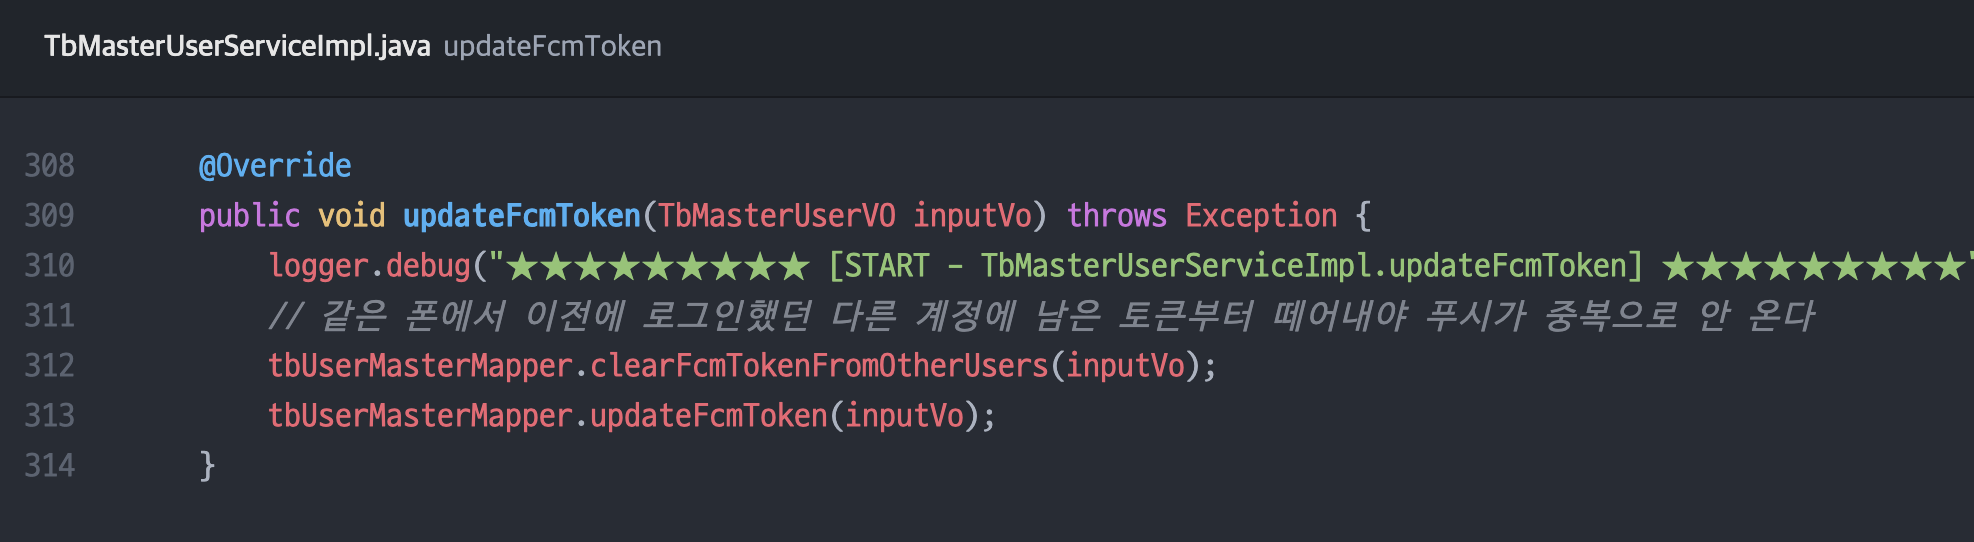 TbMasterUserServiceImpl.java updateFcmToken
308 @Override
309 public void updateFcmToken(TbMasterUserVO inputVo) throws Exception {
310 logger.debug("★★★★★★★★★ [START - TbMasterUserServiceImpl.updateFcmToken] ★★★★★★★★★"
311 // 같은 폰에서 이전에 로그인했던 다른 계정에 남은 토큰부터 떼어내야 푸시가 중복으로 안 온다
312 tbUserMasterMapper.clearFcmTokenFromOtherUsers(inputVo);
313 tbUserMasterMapper.updateFcmToken(inputVo);
314 }